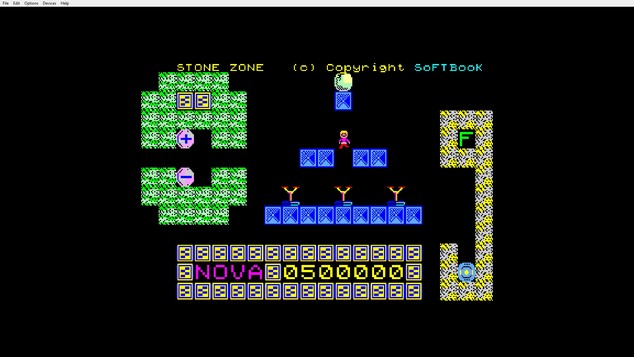 File Edit Options Devices Help
STONE ZONE (c) Copyright SoFTBooK
+
F
-
NOVA 0500000